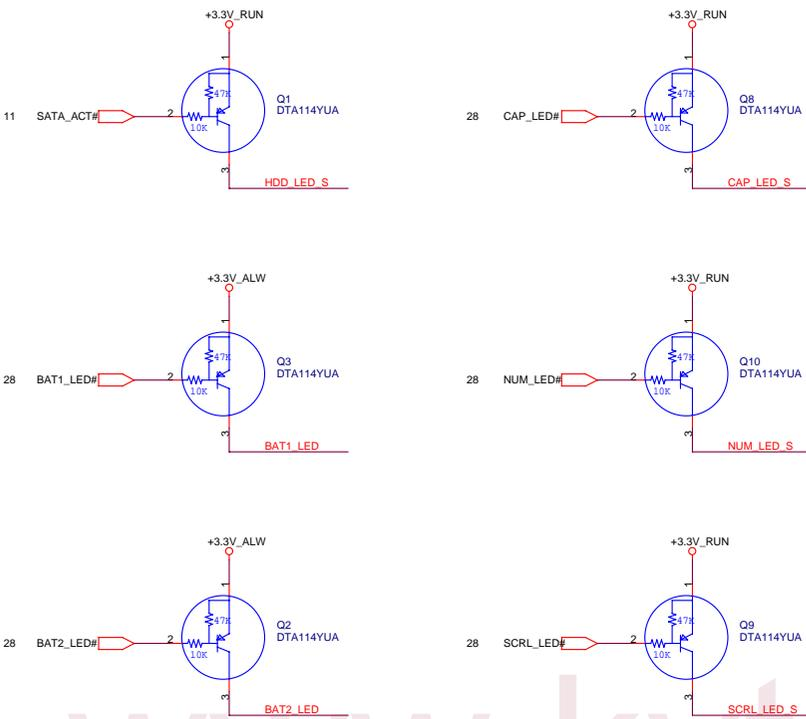 +3.3V_RUN
1
11 SATA_ACT# 2 47K 10K Q1
DTA114YUA
3
HDD_LED_S
+3.3V_RUN
1
28 CAP_LED# 2 47K 10K Q8
DTA114YUA
3
CAP_LED_S
+3.3V_ALW
1
28 BAT1_LED# 2 47K 10K Q3
DTA114YUA
3
BAT1_LED
+3.3V_RUN
1
28 NUM_LED# 2 47K 10K Q10
DTA114YUA
3
NUM_LED_S
+3.3V_ALW
1
28 BAT2_LED# 2 47K 10K Q2
DTA114YUA
3
BAT2_LED
+3.3V_RUN
1
28 SCRL_LED# 2 47K 10K Q9
DTA114YUA
3
SCRL_LED_S